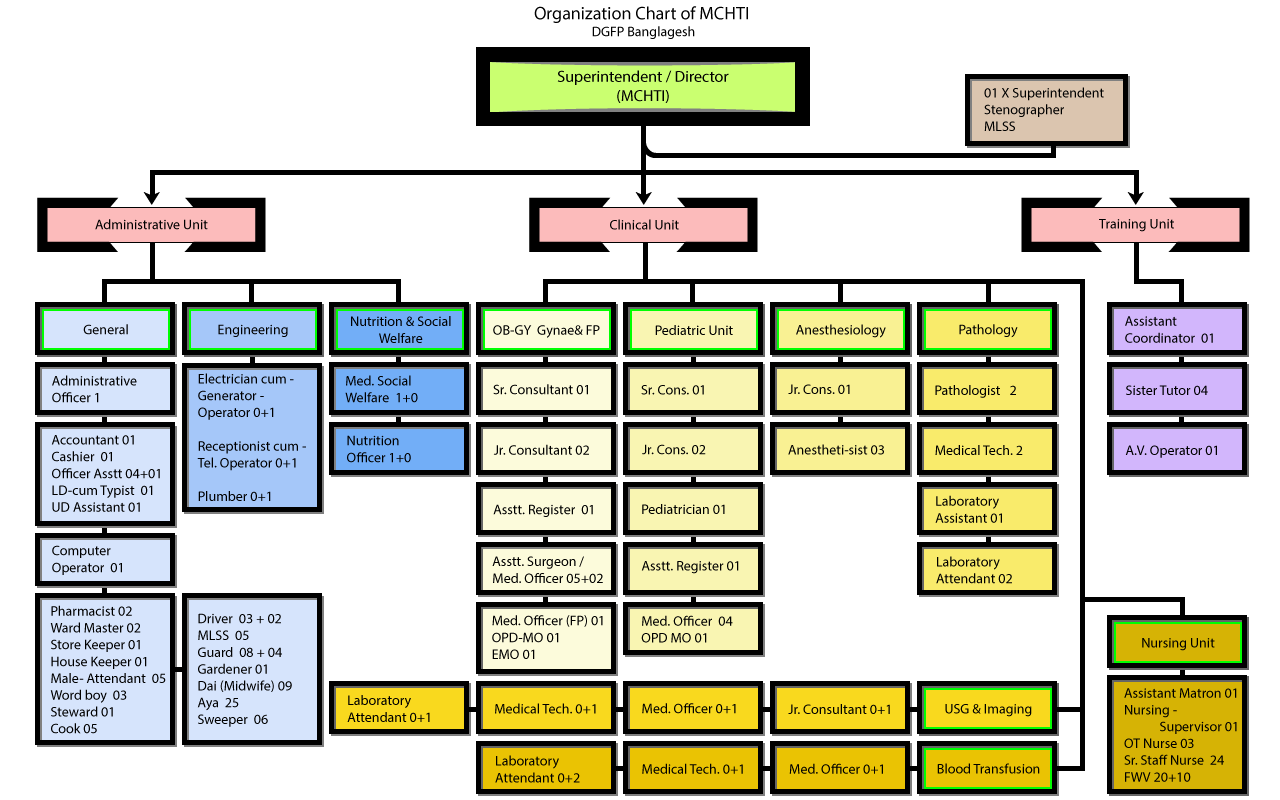 Organization Chart of MCHTI
DGFP Banglagesh
Superintendent / Director
(MCHTI)
01 X Superintendent
Stenographer
MLSS
Administrative Unit
Clinical Unit
Training Unit
General
Administrative
Officer 1
Accountant 01
Cashier 01
Officer Asstt 04+01
LD-cum Typist 01
UD Assistant 01
Computer
Operator 01
Pharmacist 02
Ward Master 02
Store Keeper 01
House Keeper 01
Male- Attendant 05
Word boy 03
Steward 01
Cook 05
Driver 03 + 02
MLSS 05
Guard 08 + 04
Gardener 01
Dai (Midwife) 09
Aya 25
Sweeper 06
Engineering
Electrician cum -
Generator -
Operator 0+1
Receptionist cum -
Tel. Operator 0+1
Plumber 0+1
Nutrition & Social
Welfare
Med. Social
Welfare 1+0
Nutrition
Officer 1+0
OB-GY Gynae& FP
Sr. Consultant 01
Jr. Consultant 02
Asstt. Register 01
Asstt. Surgeon /
Med. Officer 05+02
Med. Officer (FP) 01
OPD-MO 01
EMO 01
Pediatric Unit
Sr. Cons. 01
Jr. Cons. 02
Pediatrician 01
Asstt. Register 01
Med. Officer 04
OPD MO 01
Anesthesiology
Jr. Cons. 01
Anestheti-sist 03
Pathology
Pathologist 2
Medical Tech. 2
Laboratory
Assistant 01
Laboratory
Attendant 02
Assistant
Coordinator 01
Sister Tutor 04
A.V. Operator 01
Nursing Unit
Assistant Matron 01
Nursing -
Supervisor 01
OT Nurse 03
Sr. Staff Nurse 24
FWV 20+10
Laboratory
Attendant 0+1
Medical Tech. 0+1
Med. Officer 0+1
Jr. Consultant 0+1
USG & Imaging
Laboratory
Attendant 0+2
Medical Tech. 0+1
Med. Officer 0+1
Blood Transfusion